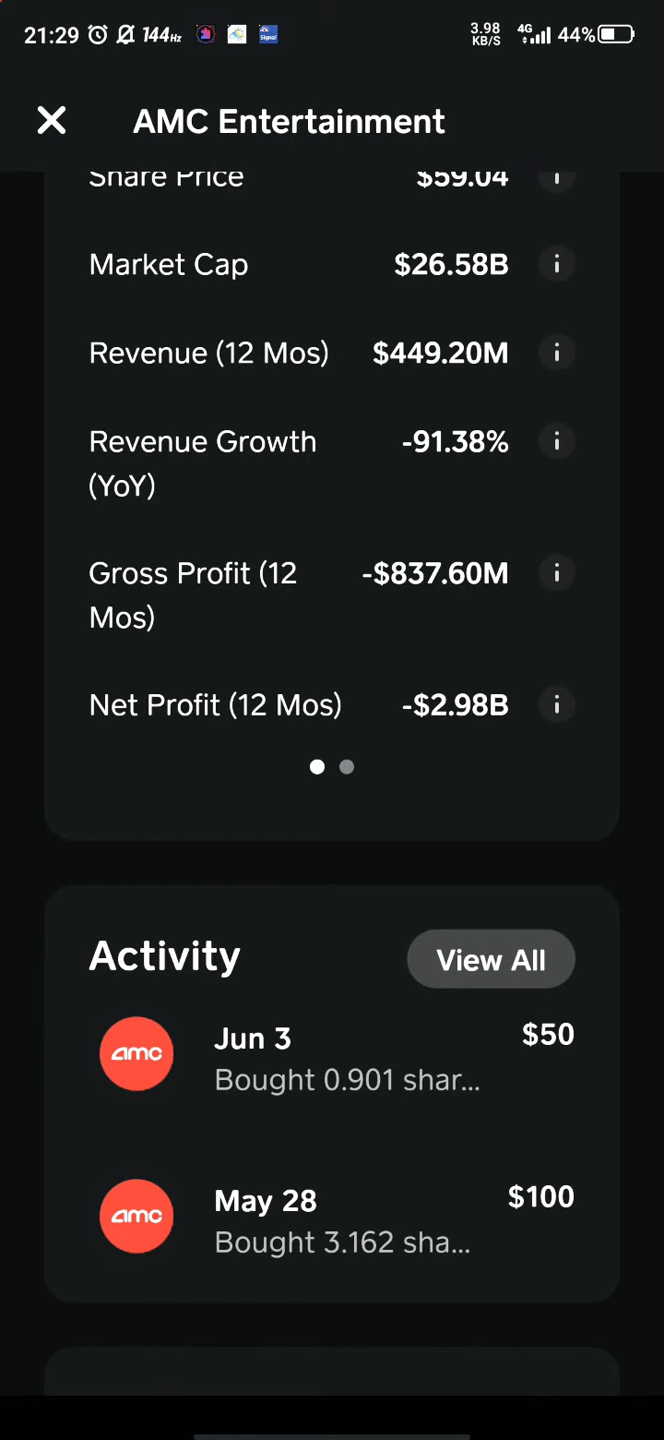 21:29 144Hz 3.98 KB/S 4G 44%
AMC Entertainment
Share Price $59.04
Market Cap $26.58B
Revenue (12 Mos) $449.20M
Revenue Growth -91.38%
(YoY)
Gross Profit (12 -$837.60M
Mos)
Net Profit (12 Mos) -$2.98B
Activity View All
amc Jun 3 $50
Bought 0.901 shar...
amc May 28 $100
Bought 3.162 sha...